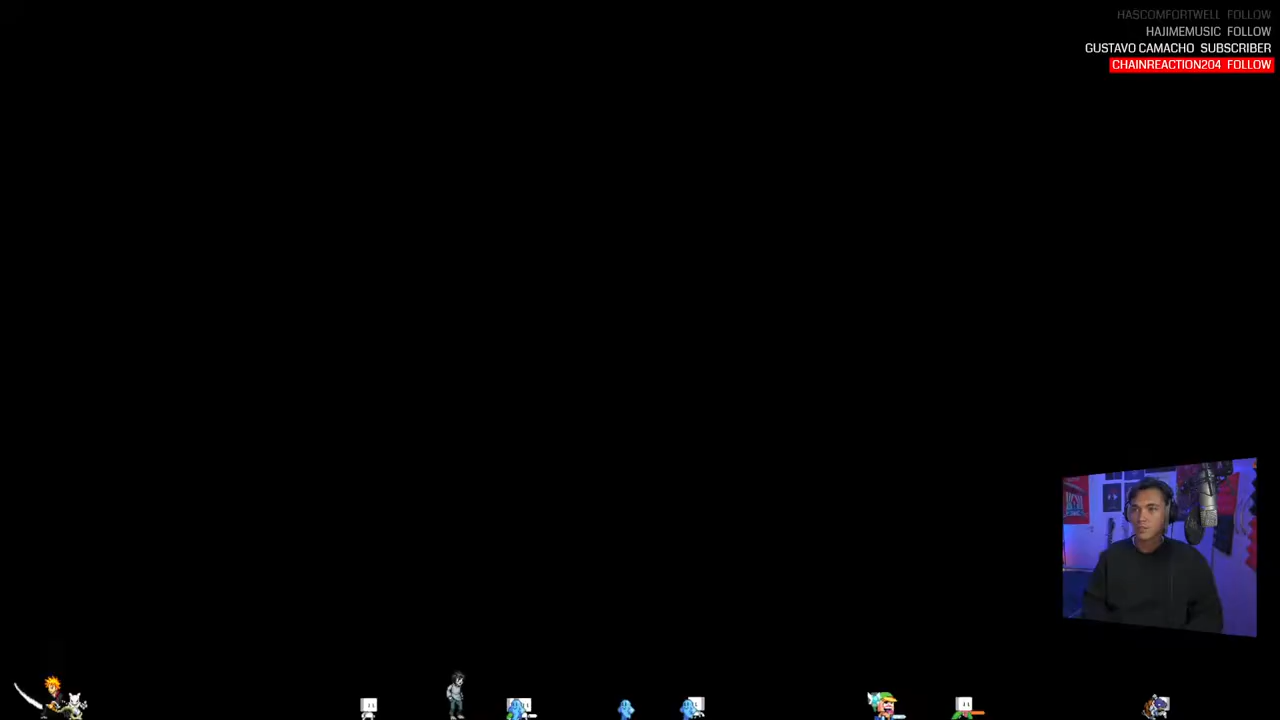 HASCOMFORTWELL FOLLOW
HAJIMEMUSIC FOLLOW
GUSTAVO CAMACHO SUBSCRIBER
CHAINREACTION204 FOLLOW